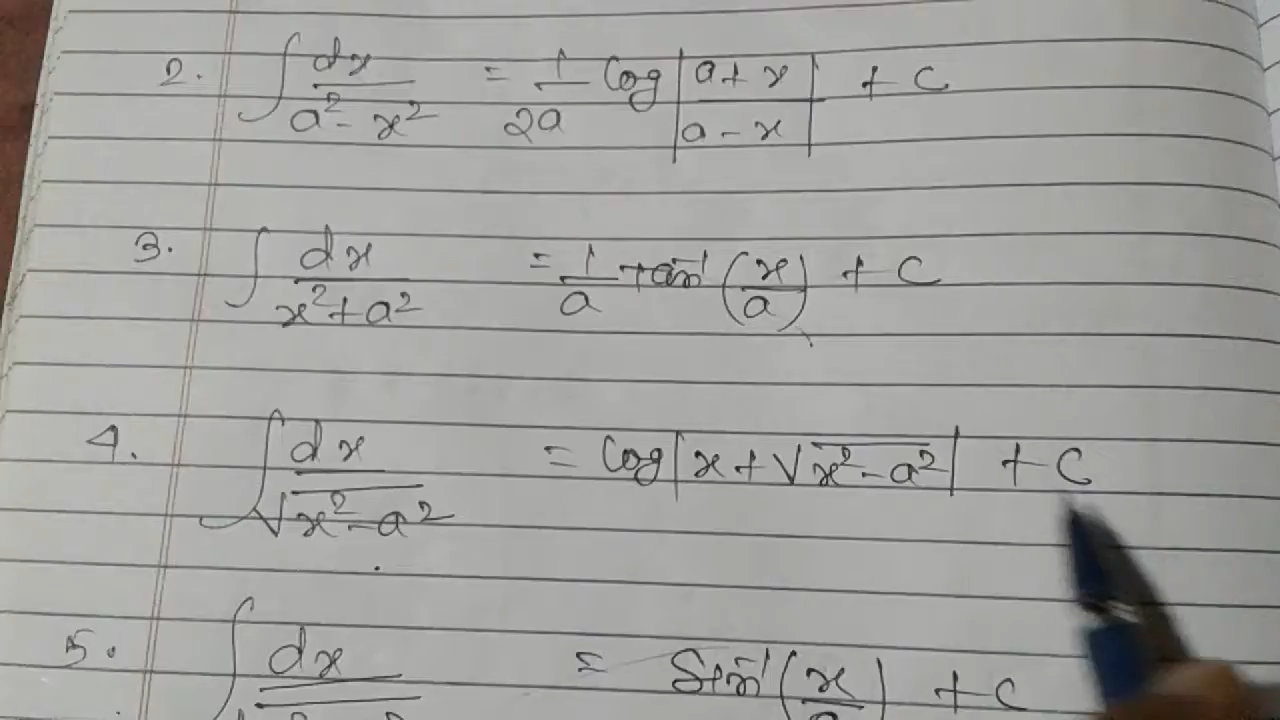 2. ∫ dx/(a² - x²) = 1/2a log |(a + x)/(a - x)| + C
3. ∫ dx/(x² + a²) = 1/a tan⁻¹ (x/a) + C
4. ∫ dx/√(x² - a²) = log |x + √(x² - a²)| + C
5. ∫ dx = Sin⁻¹ (x/a) + C